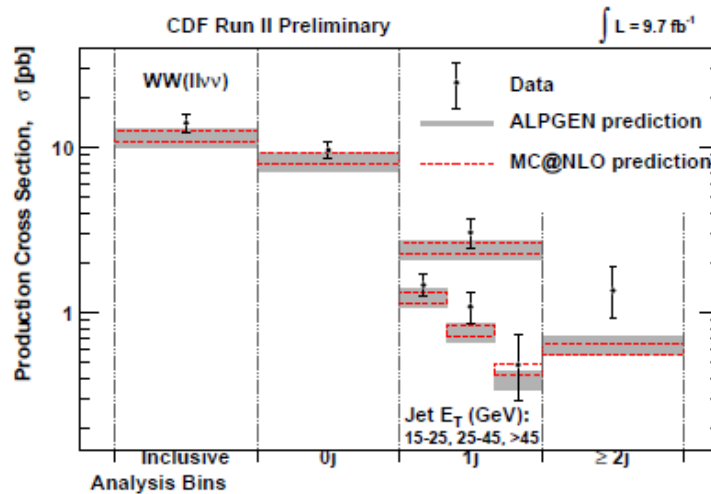 CDF Run II Preliminary
∫ L = 9.7 fb⁻¹
Production Cross Section, σ [pb]
10
1
WW(llνν)
Data
ALPGEN prediction
MC@NLO prediction
Jet E_T (GeV):
15-25, 25-45, >45
Inclusive
0j
1j
≥ 2j
Analysis Bins